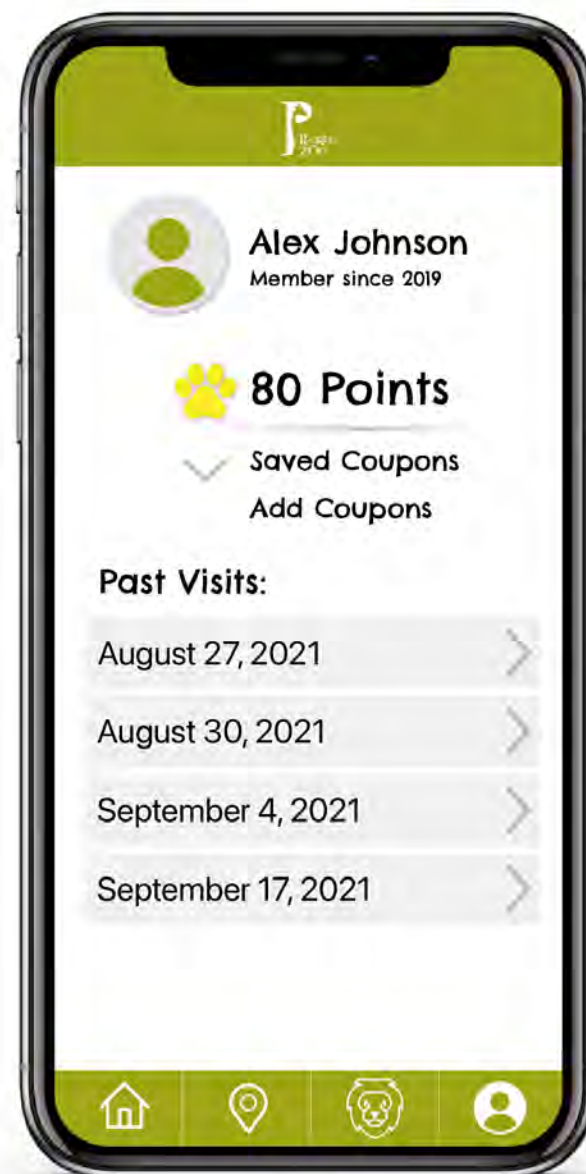 Alex Johnson
Member since 2019
80 Points
Saved Coupons
Add Coupons
Past Visits:
August 27, 2021
August 30, 2021
September 4, 2021
September 17, 2021